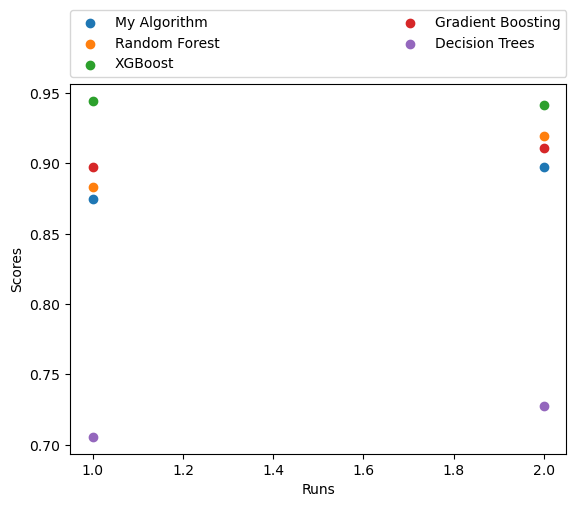 My Algorithm
Random Forest
XGBoost
Gradient Boosting
Decision Trees
0.95
0.90
0.85
0.80
0.75
0.70
Scores
1.0 1.2 1.4 1.6 1.8 2.0
Runs